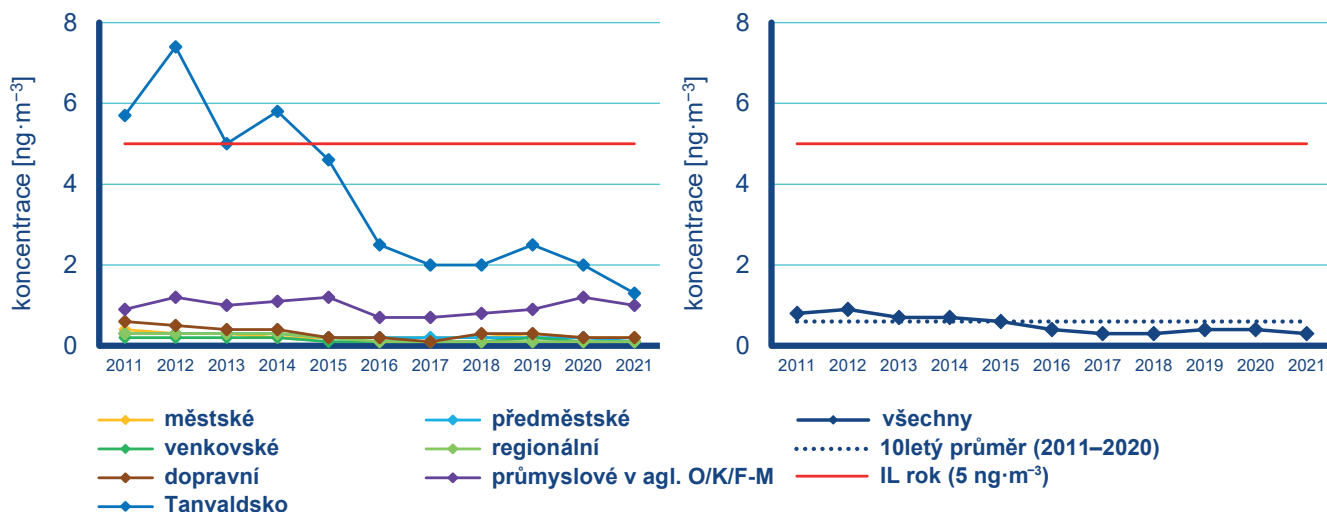 koncentrace [ng·m⁻³]
8
6
4
2
0
2011 2012 2013 2014 2015 2016 2017 2018 2019 2020 2021
koncentrace [ng·m⁻³]
8
6
4
2
0
2011 2012 2013 2014 2015 2016 2017 2018 2019 2020 2021
městské
venkovské
dopravní
Tanvaldsko
předměstské
regionální
průmyslové v agl. O/K/F-M
všechny
10letý průměr (2011–2020)
IL rok (5 ng·m⁻³)